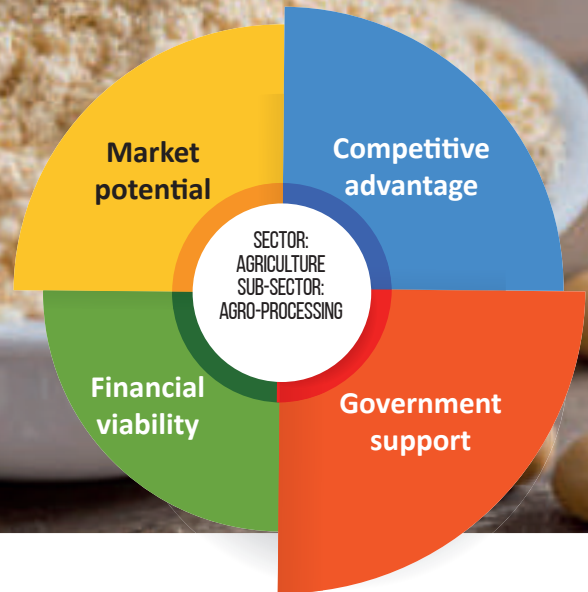 Market
potential
Competitive
advantage
SECTOR:
AGRICULTURE
SUB-SECTOR:
AGRO-PROCESSING
Financial
viability
Government
support